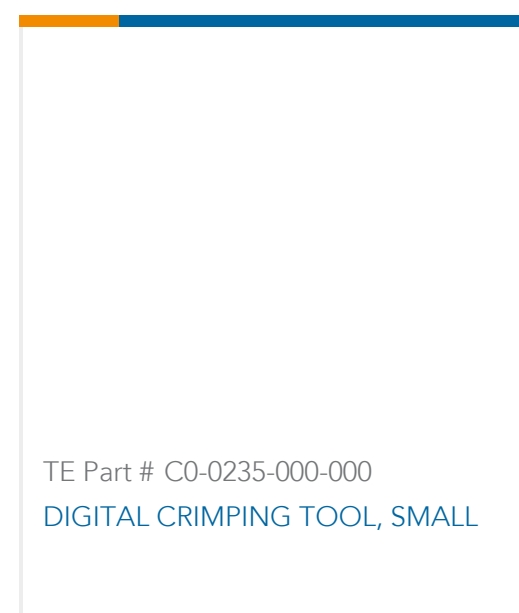 TE Part # C0-0235-000-000
DIGITAL CRIMPING TOOL, SMALL